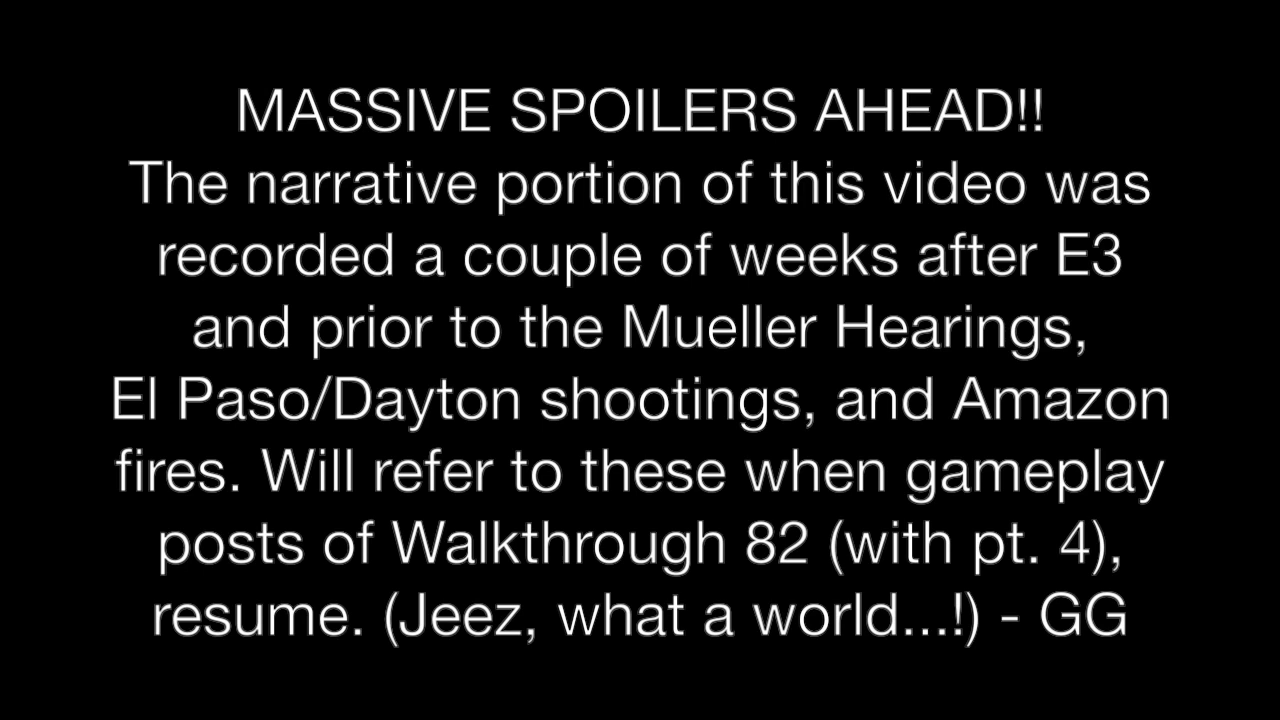 MASSIVE SPOILERS AHEAD!!
The narrative portion of this video was
recorded a couple of weeks after E3
and prior to the Mueller Hearings,
El Paso/Dayton shootings, and Amazon
fires. Will refer to these when gameplay
posts of Walkthrough 82 (with pt. 4),
resume. (Jeez, what a world...!) - GG